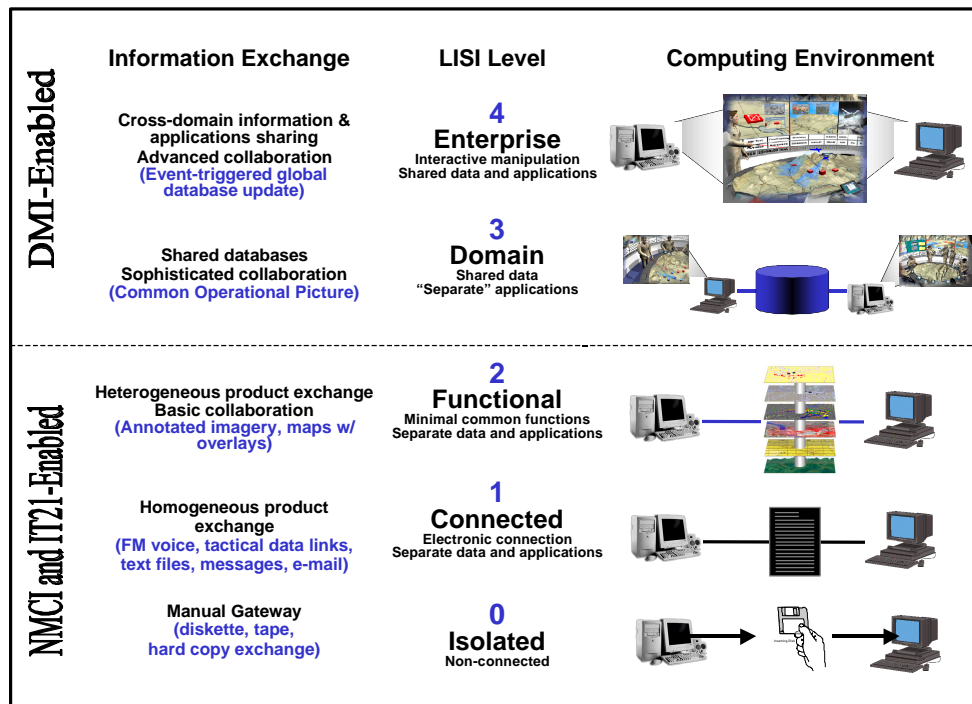 Information Exchange
LISI Level
Computing Environment
DMI-Enabled
Cross-domain information &
applications sharing
Advanced collaboration
(Event-triggered global
database update)
4
Enterprise
Interactive manipulation
Shared data and applications
Shared databases
Sophisticated collaboration
(Common Operational Picture)
3
Domain
Shared data
“Separate” applications
NMCI and IT21-Enabled
Heterogeneous product exchange
Basic collaboration
(Annotated imagery, maps w/
overlays)
2
Functional
Minimal common functions
Separate data and applications
Homogeneous product
exchange
(FM voice, tactical data links,
text files, messages, e-mail)
1
Connected
Electronic connection
Separate data and applications
Manual Gateway
(diskette, tape,
hard copy exchange)
0
Isolated
Non-connected